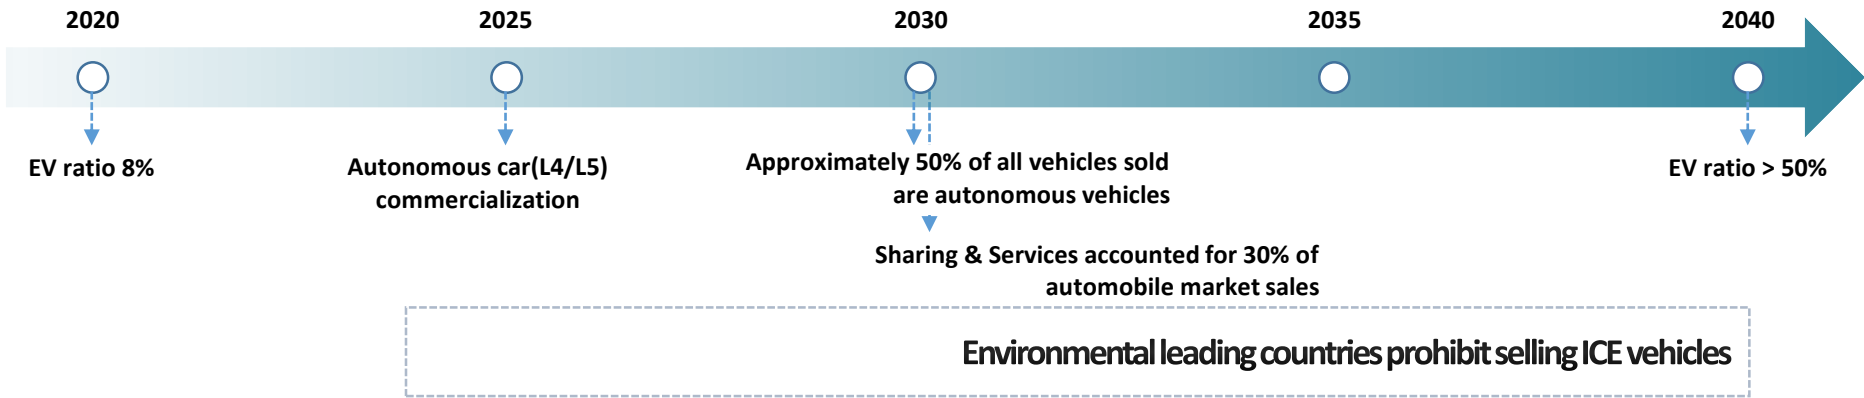 2020
2025
2030
2035
2040
EV ratio 8%
Autonomous car(L4/L5)
commercialization
Approximately 50% of all vehicles sold
are autonomous vehicles
EV ratio > 50%
Sharing & Services accounted for 30% of
automobile market sales
Environmental leading countries prohibit selling ICE vehicles